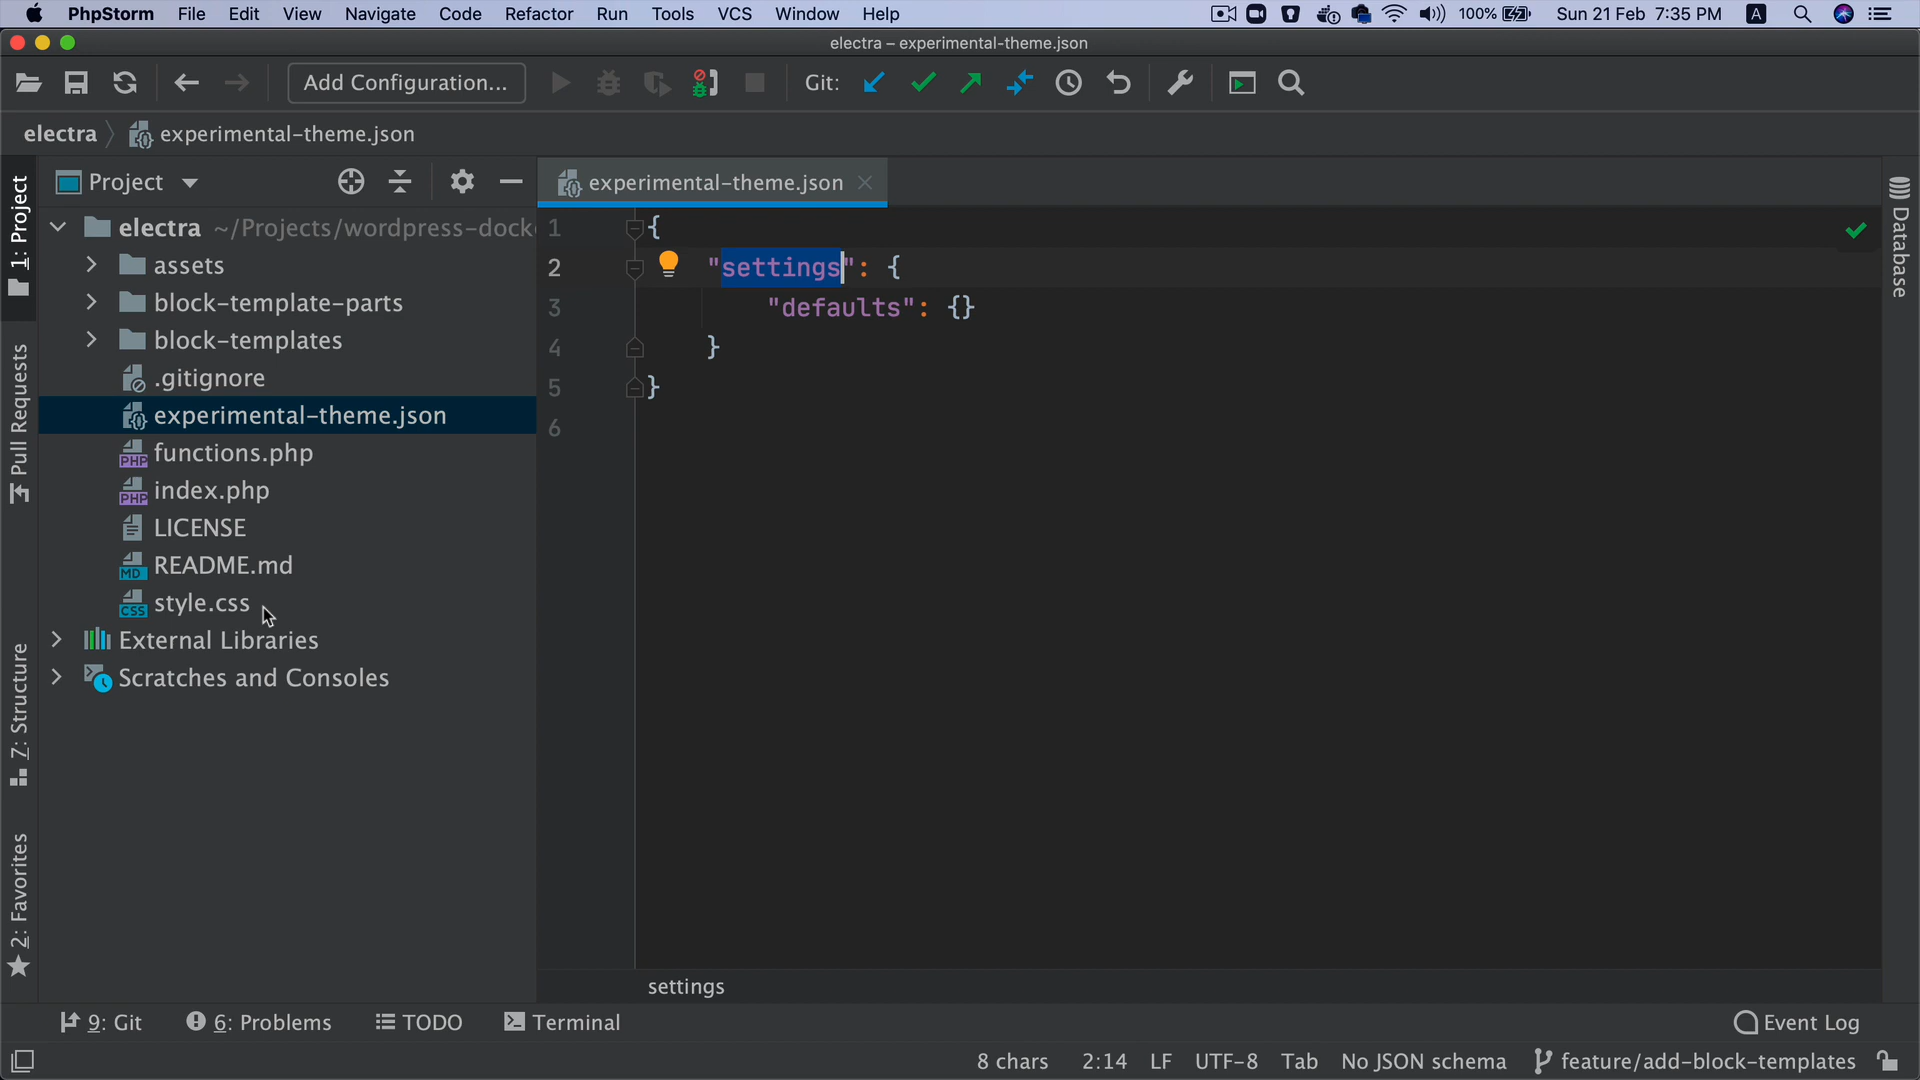 PhpStorm File Edit View Navigate Code Refactor Run Tools VCS Window Help 100% Sun 21 Feb 7:35 PM A
electra – experimental-theme.json
Add Configuration... Git:
electra experimental-theme.json
1: Project
Pull Requests
Z: Structure
2: Favorites
Project
electra ~/Projects/wordpress-docke
assets
block-template-parts
block-templates
.gitignore
experimental-theme.json
PHP functions.php
PHP index.php
LICENSE
MD README.md
CSS style.css
External Libraries
Scratches and Consoles
experimental-theme.json
1 {
2 "settings": {
3 "defaults": {}
4 }
5 }
6
settings
Database
9: Git 6: Problems TODO Terminal Event Log
8 chars 2:14 LF UTF-8 Tab No JSON schema feature/add-block-templates